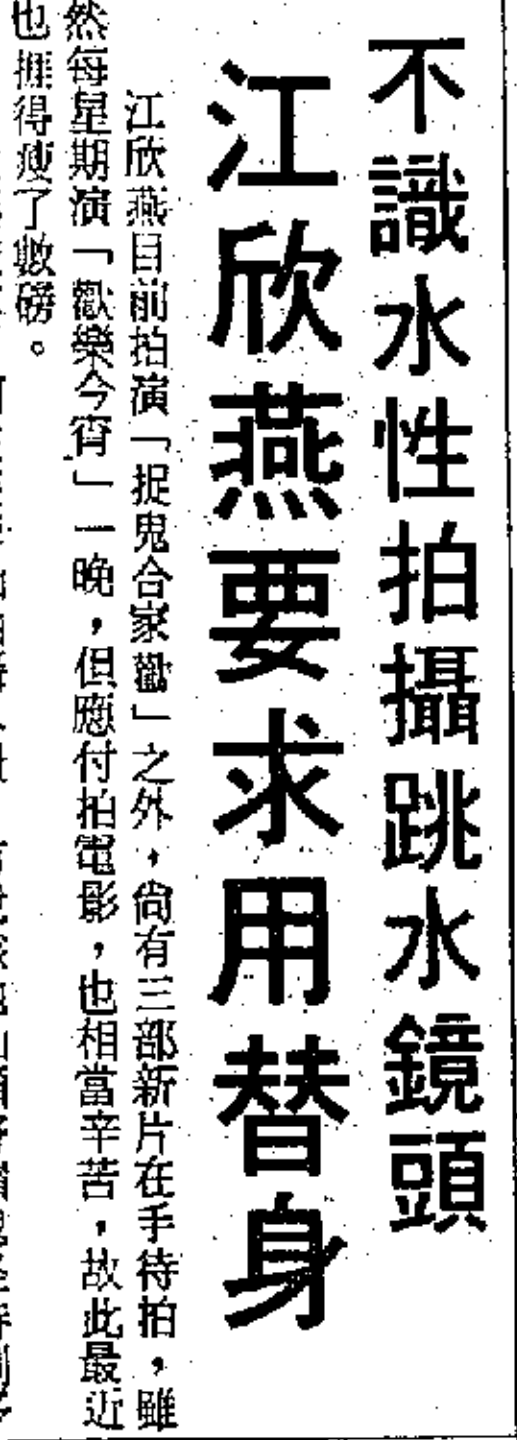 不識水性拍攝跳水鏡頭
江欣燕要求用替身
江欣燕目前拍演「捉鬼合家歡」之外，尚有三部新片在手待拍，雖
然每星期演「歡樂今宵」一晚，但應付拍電影，也相當辛苦，故此最近
也捱得瘦了數磅。